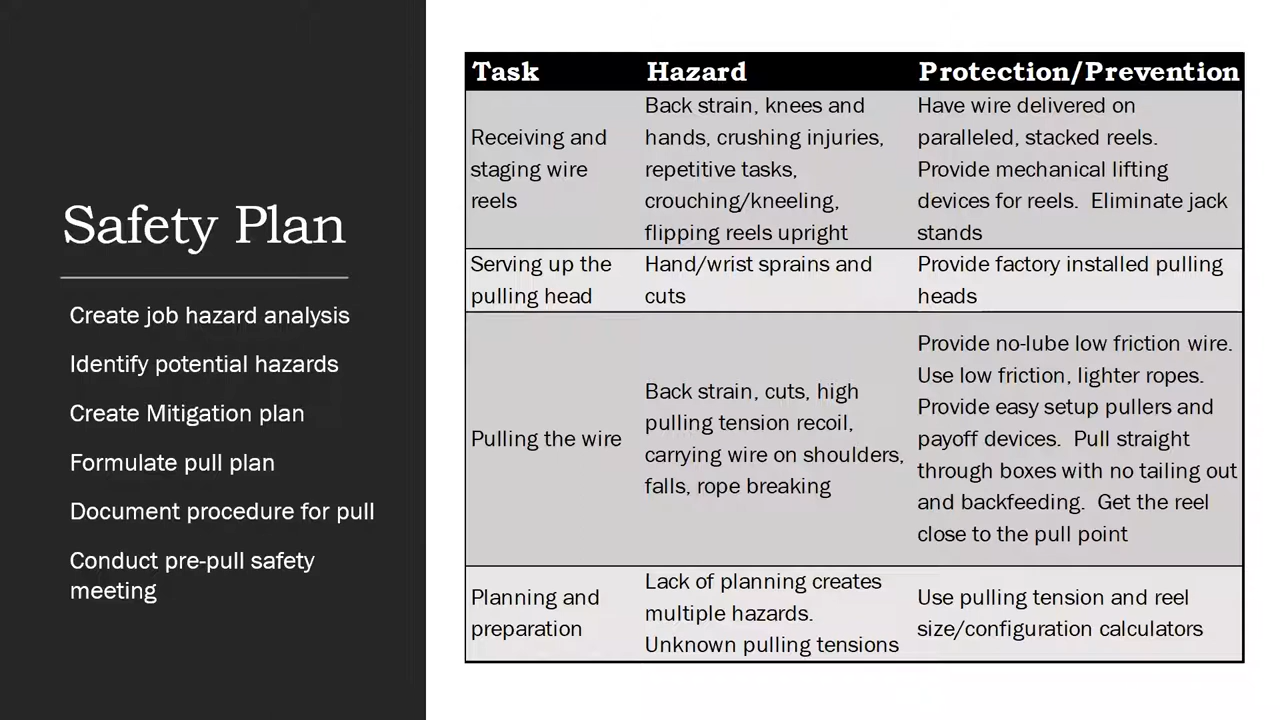 Safety Plan
Create job hazard analysis
Identify potential hazards
Create Mitigation plan
Formulate pull plan
Document procedure for pull
Conduct pre-pull safety
meeting
Task
Hazard
Protection/Prevention
Receiving and
staging wire
reels
Back strain, knees and
hands, crushing injuries,
repetitive tasks,
crouching/kneeling,
flipping reels upright
Have wire delivered on
paralleled, stacked reels.
Provide mechanical lifting
devices for reels.  Eliminate jack
stands
Serving up the
pulling head
Hand/wrist sprains and
cuts
Provide factory installed pulling
heads
Pulling the wire
Back strain, cuts, high
pulling tension recoil,
carrying wire on shoulders,
falls, rope breaking
Provide no-lube low friction wire.
Use low friction, lighter ropes.
Provide easy setup pullers and
payoff devices.  Pull straight
through boxes with no tailing out
and backfeeding.  Get the reel
close to the pull point
Planning and
preparation
Lack of planning creates
multiple hazards.
Unknown pulling tensions
Use pulling tension and reel
size/configuration calculators